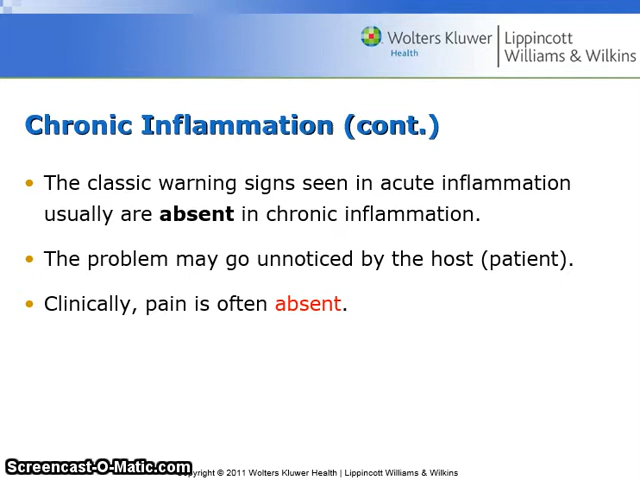 Wolters Kluwer
Health
Lippincott
Williams & Wilkins
Chronic Inflammation (cont.)
• The classic warning signs seen in acute inflammation
usually are absent in chronic inflammation.
• The problem may go unnoticed by the host (patient).
• Clinically, pain is often absent.
Screencast-O-Matic.com
opyright © 2011 Wolters Kluwer Health | Lippincott Williams & Wilkins